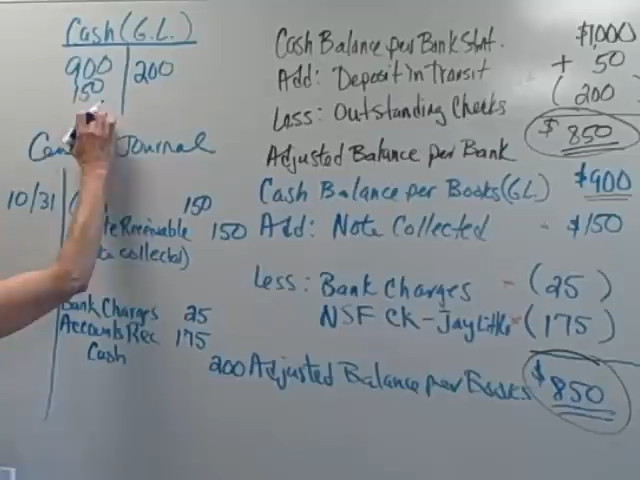 Cash (G.L.)
900 200
150
Journal
10/31 150
Receivable 150
collected)
Bank Charges 25
Accounts Rec. 175
Cash 200
Cash Balance per Bank Stmt. $1,000
Add: Deposit in Transit + 50
Less: Outstanding Checks (200
Adjusted Balance per Bank $850
Cash Balance per Books (G.L) $900
Add: Note Collected - $150
Less: Bank Charges - (25)
NSF CK - Jay Little - (175)
Adjusted Balance per Books $850